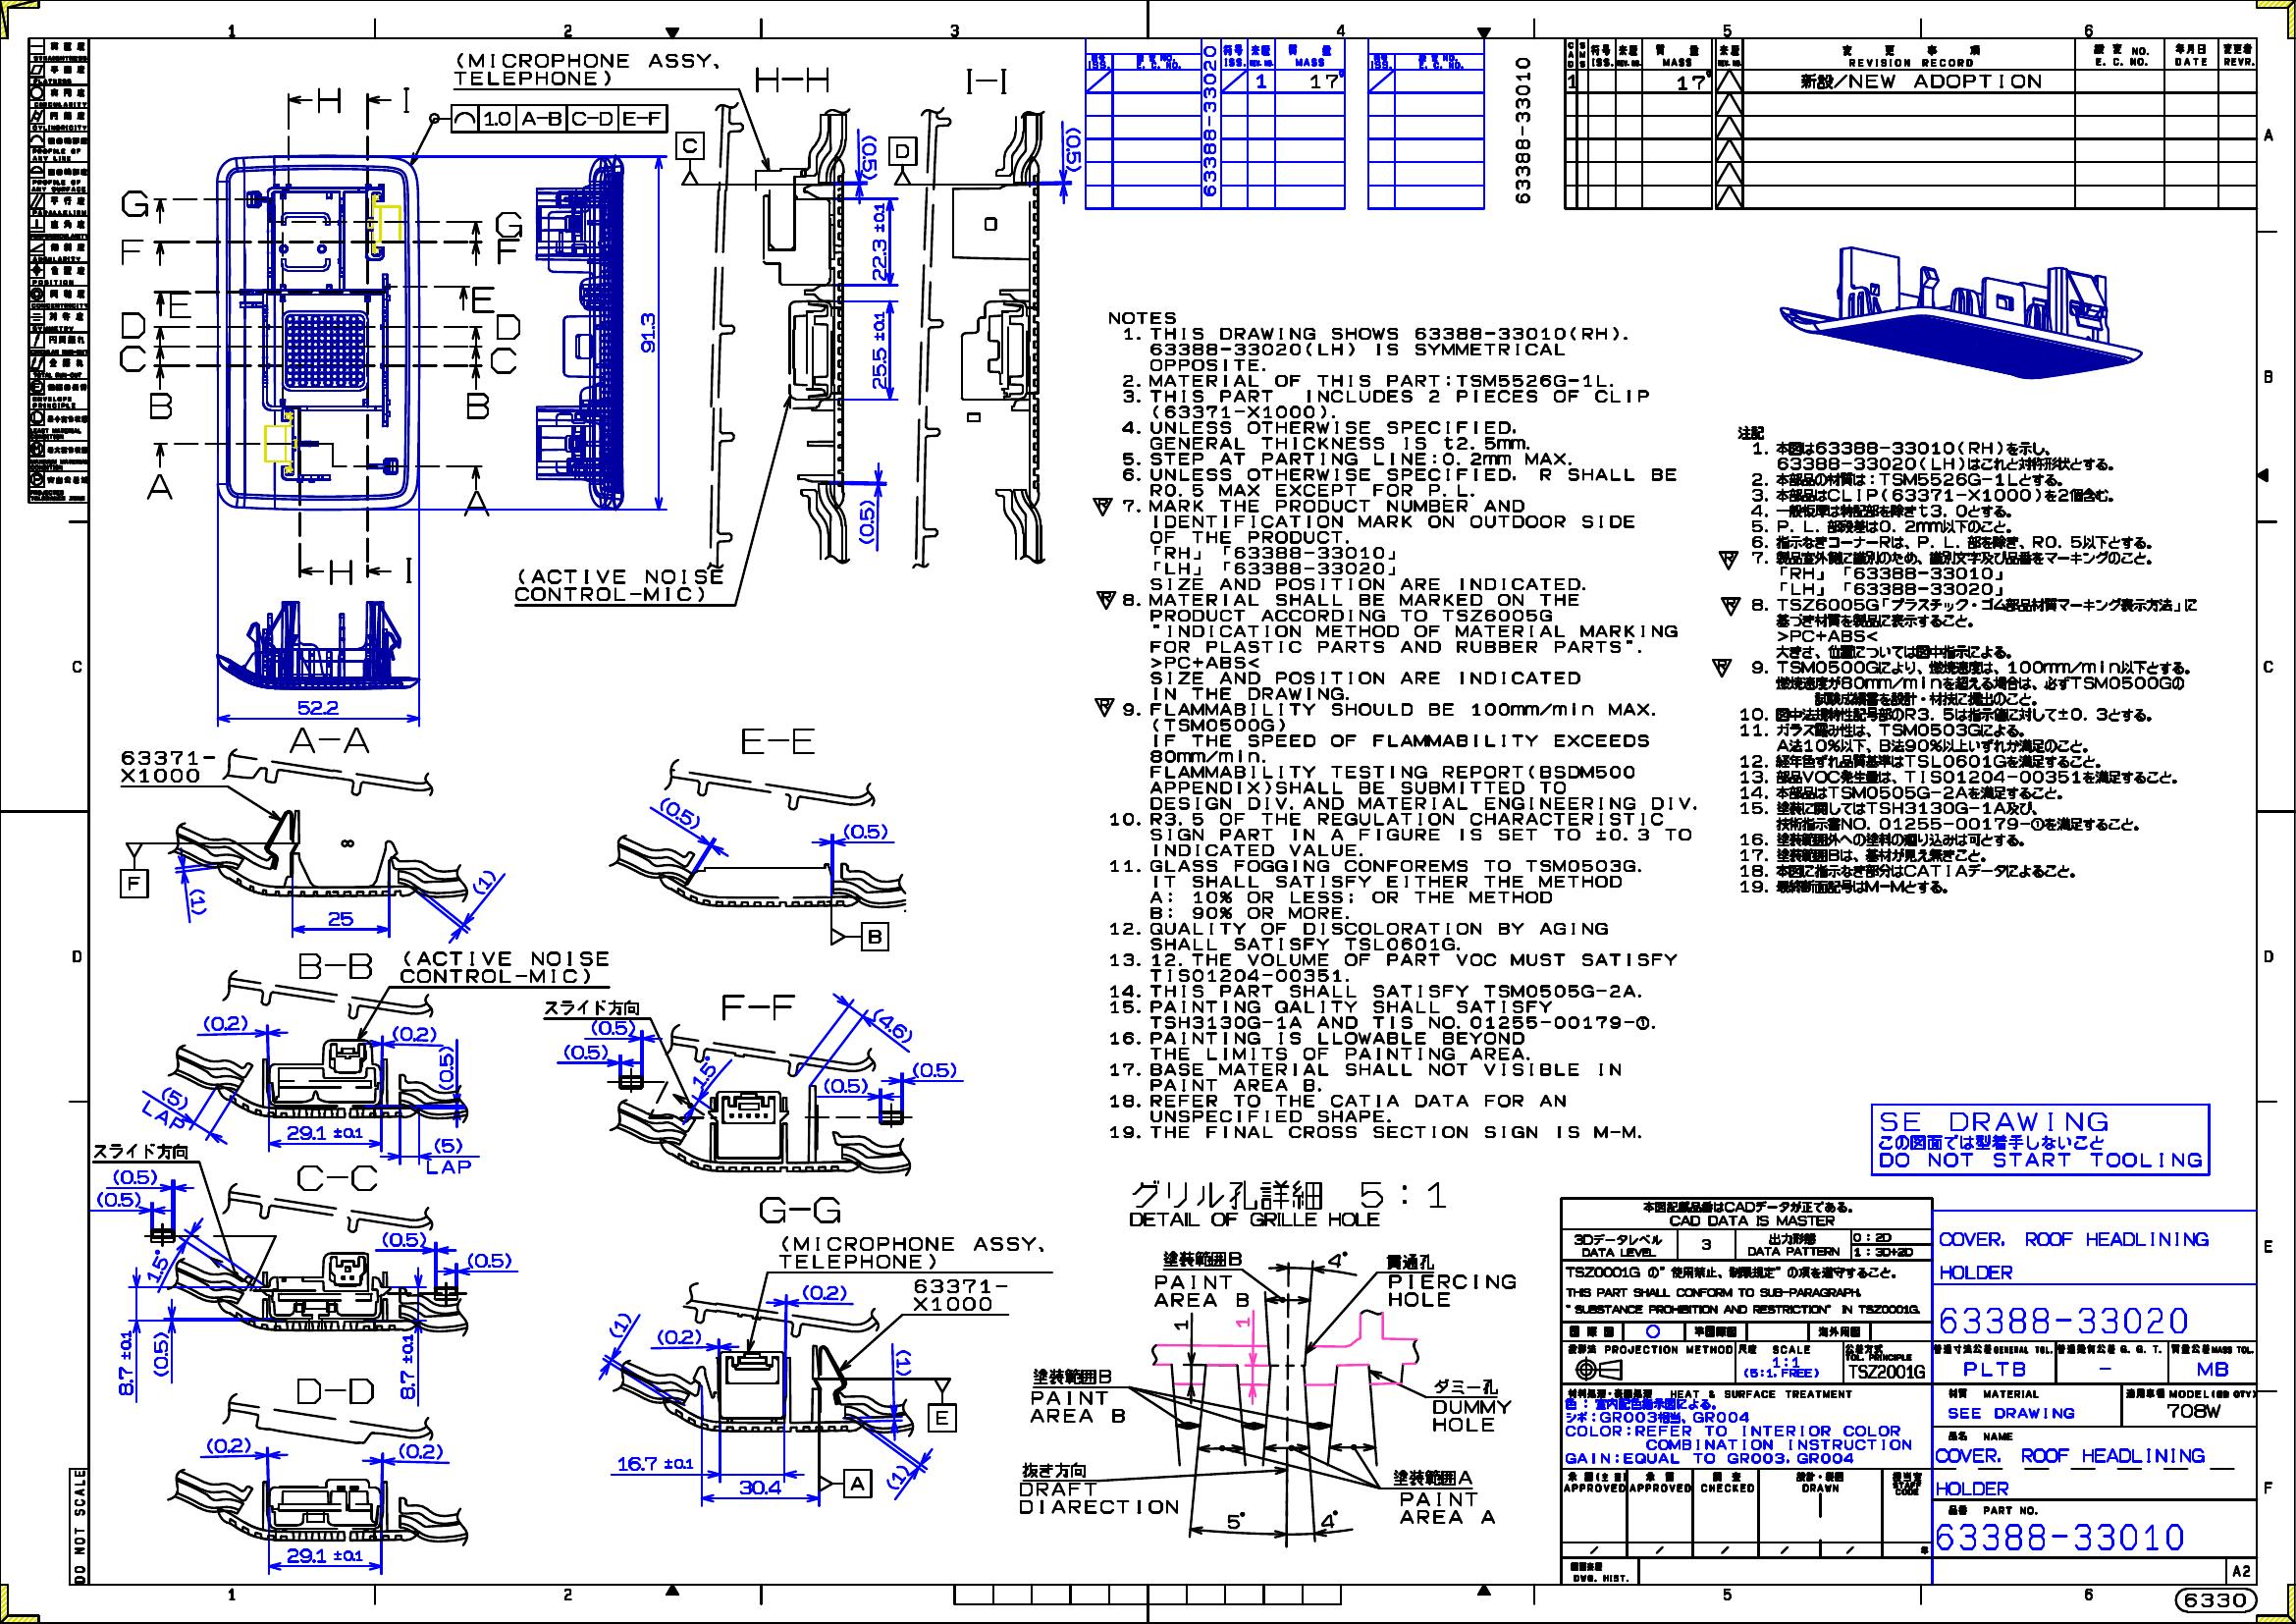 1 2 3 4 5 6
(MICROPHONE ASSY,
TELEPHONE)
H-H
I-I
H I
1.0 A-B C-D E-F
C
D
(0.5)
(0.5)
22.3 ±0.1
25.5 ±0.1
(0.5)
91.3
G
F
E
D
C
B
A
G
F
E
D
C
B
A
H I
(ACTIVE NOISE
CONTROL-MIC)
52.2
ISS. E. C. NO.
63388-33020
ISS. MASS
1 17
ISS. E. C. NO.
63388-33010
ISS. MASS
1 17
変更事項
REVISION RECORD
E. C. NO.
年月日
DATE
変更者
REVR.
新設/NEW ADOPTION
NOTES
1. THIS DRAWING SHOWS 63388-33010(RH).
63388-33020(LH) IS SYMMETRICAL
OPPOSITE.
2. MATERIAL OF THIS PART:TSM5526G-1L.
3. THIS PART INCLUDES 2 PIECES OF CLIP
(63371-X1000).
4. UNLESS OTHERWISE SPECIFIED,
GENERAL THICKNESS IS t2.5mm.
5. STEP AT PARTING LINE:0.2mm MAX.
6. UNLESS OTHERWISE SPECIFIED, R SHALL BE
R0.5 MAX EXCEPT FOR P.L.
7. MARK THE PRODUCT NUMBER AND
IDENTIFICATION MARK ON OUTDOOR SIDE
OF THE PRODUCT.
「RH」「63388-33010」
「LH」「63388-33020」
SIZE AND POSITION ARE INDICATED.
8. MATERIAL SHALL BE MARKED ON THE
PRODUCT ACCORDING TO TSZ6005G
"INDICATION METHOD OF MATERIAL MARKING
FOR PLASTIC PARTS AND RUBBER PARTS".
>PC+ABS<
SIZE AND POSITION ARE INDICATED
IN THE DRAWING.
9. FLAMMABILITY SHOULD BE 100mm/min MAX.
(TSM0500G)
IF THE SPEED OF FLAMMABILITY EXCEEDS
80mm/min.
FLAMMABILITY TESTING REPORT(BSDM500
APPENDIX)SHALL BE SUBMITTED TO
DESIGN DIV.AND MATERIAL ENGINEERING DIV.
10. R3.5 OF THE REGULATION CHARACTERISTIC
SIGN PART IN A FIGURE IS SET TO ±0.3 TO
INDICATED VALUE.
11. GLASS FOGGING CONFOREMS TO TSM0503G.
IT SHALL SATISFY EITHER THE METHOD
A: 10% OR LESS; OR THE METHOD
B: 90% OR MORE.
12. QUALITY OF DISCOLORATION BY AGING
SHALL SATISFY TSL0601G.
13. 12.THE VOLUME OF PART VOC MUST SATISFY
TIS01204-00351.
14. THIS PART SHALL SATISFY TSM0505G-2A.
15. PAINTING QALITY SHALL SATISFY
TSH3130G-1A AND TIS NO.01255-00179-①.
16. PAINTING IS LLOWABLE BEYOND
THE LIMITS OF PAINTING AREA.
17. BASE MATERIAL SHALL NOT VISIBLE IN
PAINT AREA B.
18. REFER TO THE CATIA DATA FOR AN
UNSPECIFIED SHAPE.
19. THE FINAL CROSS SECTION SIGN IS M-M.
注記
1. 本図は63388-33010(RH)を示し、
63388-33020(LH)はこれと対称形状とする。
2. 本部品の材質は:TSM5526G-1Lとする。
3. 本部品はCLIP(63371-X1000)を2個含む。
4. 一般板厚は特記部を除きt3.0とする。
5. P.L.部段差は0.2mm以下のこと。
6. 指示なきコーナーRは、P.L.部を除き、R0.5以下とする。
7. 製品室外側に識別のため、識別文字及び品番をマーキングのこと。
「RH」「63388-33010」
「LH」「63388-33020」
8. TSZ6005G「プラスチック・ゴム部品材質マーキング表示方法」に
基づき材質を製品に表示すること。
>PC+ABS<
大きさ、位置については図中指示による。
9. TSM0500Gにより、燃焼速度は、100mm/min以下とする。
燃焼速度が80mm/minを超える場合は、必ずTSM0500Gの
試験成績書を設計・材技に提出のこと。
10. 図中法規特性記号部のR3.5は指示値に対して±0.3とする。
11. ガラス曇り性は、TSM0503Gによる。
A法10%以下、B法90%以上いずれか満足のこと。
12. 経年色ずれ品質基準はTSL0601Gを満足すること。
13. 部品VOC発生量は、TIS01204-00351を満足すること。
14. 本部品はTSM0505G-2Aを満足すること。
15. 塗装に関してはTSH3130G-1A及び、
技術指示書NO.01255-00179-①を満足すること。
16. 塗装範囲外への塗料の廻り込みは可とする。
17. 塗装範囲Bは、基材が見え無きこと。
18. 本図に指示なき部分はCATIAデータによること。
19. 最終断面記号はM-Mとする。
A-A
63371-
X1000
F
(1)
25
(1)
E-E
(0.5)
(0.5)
B
B-B
(ACTIVE NOISE
CONTROL-MIC)
(0.2)
(0.2)
(0.5)
(5)
LAP
29.1 ±0.1
(5)
LAP
F-F
スライド方向
(0.5)
(0.5)
1.5°
(4.6)
(0.5)
(0.5)
C-C
スライド方向
(0.5)
(0.5)
1.5°
(0.5)
(0.5)
8.7 ±0.1
(0.5)
8.7 ±0.1
D-D
(0.2)
(0.2)
29.1 ±0.1
G-G
(MICROPHONE ASSY,
TELEPHONE)
63371-
X1000
(0.2)
(0.2)
(1)
(1)
E
16.7 ±0.1
30.4
A
(1)
グリル孔詳細 5:1
DETAIL OF GRILLE HOLE
塗装範囲B
PAINT
AREA B
4°
貫通孔
PIERCING
HOLE
1
1
塗装範囲B
PAINT
AREA B
ダミー孔
DUMMY
HOLE
抜き方向
DRAFT
DIARECTION
塗装範囲A
PAINT
AREA A
5°
4°
SE DRAWING
この図面では型着手しないこと
DO NOT START TOOLING
本図記載品番はCADデータが正である。
CAD DATA IS MASTER
3Dデータレベル
DATA LEVEL
3
出力形態
DATA PATTERN
0:2D
1:3D+2D
TSZ0001G の"使用禁止、制限規定"の項を遵守すること。
THIS PART SHALL CONFORM TO SUB-PARAGRAPH,
"SUBSTANCE PROHIBITION AND RESTRICTION" IN TSZ0001G.
PROJECTION METHOD
尺度 SCALE
1:1
(5:1, FREE)
公差方式
TOL. PRINCIPLE
TSZ2001G
HEAT & SURFACE TREATMENT
色:室内配色指示図による。
シボ:GR003相当、GR004
COLOR:REFER TO INTERIOR COLOR
COMBINATION INSTRUCTION
GAIN:EQUAL TO GR003,GR004
APPROVED APPROVED CHECKED DRAWN
STAFF CODE
DWG. HIST.
COVER, ROOF HEADLINING
HOLDER
63388-33020
GENERAL TOL. G. G. T. MASS TOL.
PLTB - MB
材質 MATERIAL
SEE DRAWING
MODEL
708W
品名 NAME
COVER, ROOF HEADLINING
HOLDER
品番 PART NO.
63388-33010
A2
6330
DO NOT SCALE
1 2 5 6
A
B
C
D
E
F
C
D